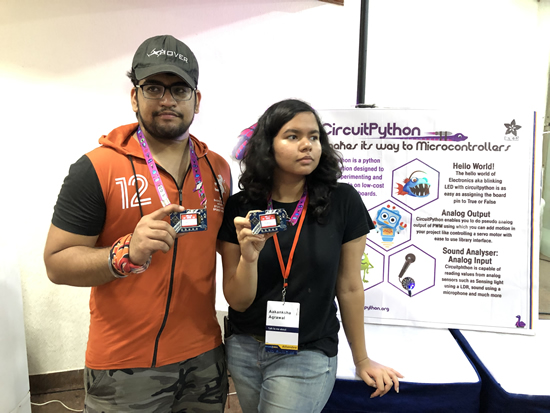 OVER
12
Aakanksha
Agrawal
CircuitPython
makes its way to Microcontrollers
Hello World!
The hello world of
Electronics aka blinking
LED with circuitpython is as
easy as assigning the board
pin to True or False
Analog Output
CircuitPython enables you to do pseudo analog
output of PWM using which you can add motion in
your project like controlling a servo motor with
ease to use library interface.
Sound Analyser:
Analog Input
Circuitpython is capable of
reading values from analog
sensors such as Sensing light
using a LDR, sound using a
microphone and much more
python.org